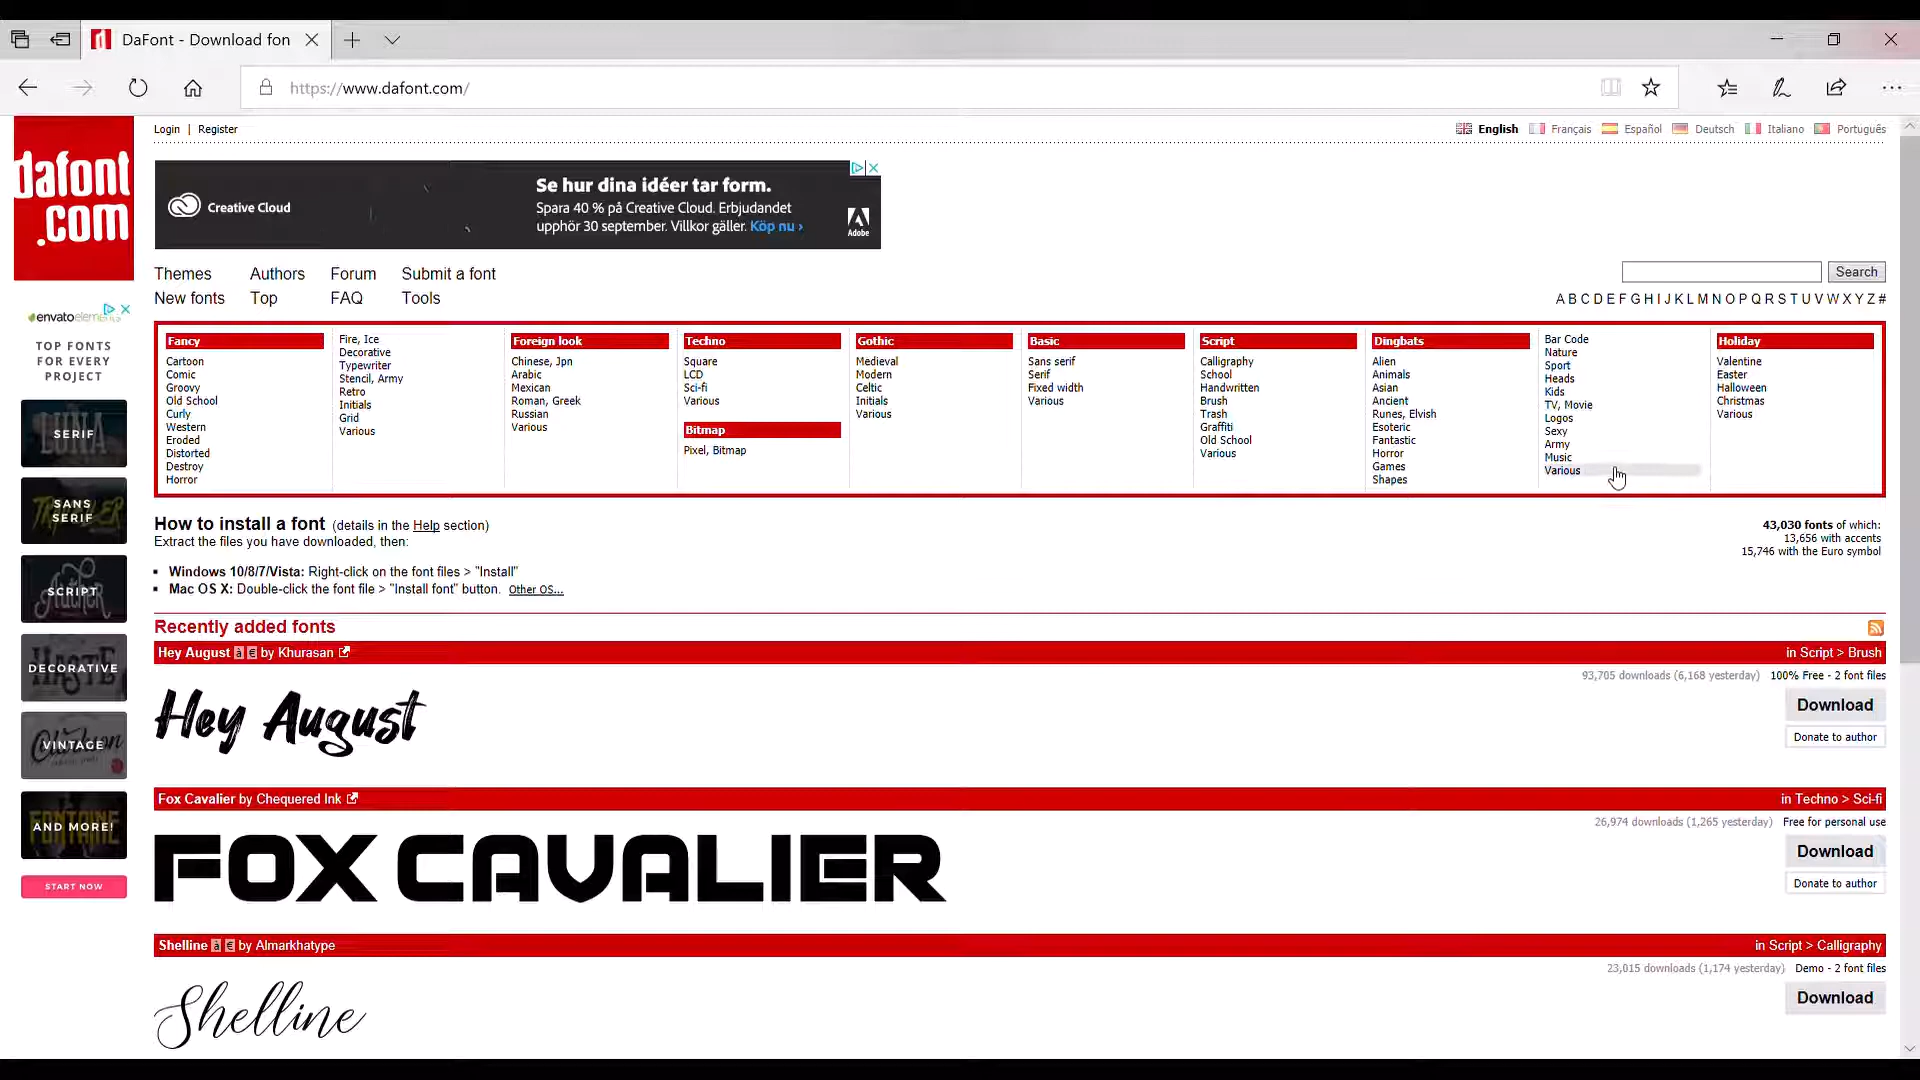 DaFont - Download fon
https://www.dafont.com/
Login | Register
English Français Español Deutsch Italiano Português
dafont
.com
Creative Cloud
Se hur dina idéer tar form.
Spara 40 % på Creative Cloud. Erbjudandet
upphör 30 september. Villkor gäller. Köp nu ›
Adobe
Themes Authors Forum Submit a font
New fonts Top FAQ Tools
Search
A B C D E F G H I J K L M N O P Q R S T U V W X Y Z #
envato elements
TOP FONTS
FOR EVERY
PROJECT
SERIF
SANS
SERIF
SCRIPT
DECORATIVE
VINTAGE
AND MORE!
START NOW
Fancy
Cartoon
Comic
Groovy
Old School
Curly
Western
Eroded
Distorted
Destroy
Horror
Fire, Ice
Decorative
Typewriter
Stencil, Army
Retro
Initials
Grid
Various
Foreign look
Chinese, Jpn
Arabic
Mexican
Roman, Greek
Russian
Various
Techno
Square
LCD
Sci-fi
Various
Bitmap
Pixel, Bitmap
Gothic
Medieval
Modern
Celtic
Initials
Various
Basic
Sans serif
Serif
Fixed width
Various
Script
Calligraphy
School
Handwritten
Brush
Trash
Graffiti
Old School
Various
Dingbats
Alien
Animals
Asian
Ancient
Runes, Elvish
Esoteric
Fantastic
Horror
Games
Shapes
Bar Code
Nature
Sport
Heads
Kids
TV, Movie
Logos
Sexy
Army
Music
Various
Holiday
Valentine
Easter
Halloween
Christmas
Various
How to install a font (details in the Help section)
Extract the files you have downloaded, then:
Windows 10/8/7/Vista: Right-click on the font files > "Install"
Mac OS X: Double-click the font file > "Install font" button. Other OS...
43,030 fonts of which:
13,656 with accents
15,746 with the Euro symbol
Recently added fonts
Hey August à € by Khurasan in Script > Brush
93,705 downloads (6,168 yesterday) 100% Free - 2 font files
Hey August
Download
Donate to author
Fox Cavalier by Chequered Ink in Techno > Sci-fi
26,974 downloads (1,265 yesterday) Free for personal use
FOX CAVALIER
Download
Donate to author
Shelline à € by Almarkhatype in Script > Calligraphy
23,015 downloads (1,174 yesterday) Demo - 2 font files
Shelline
Download